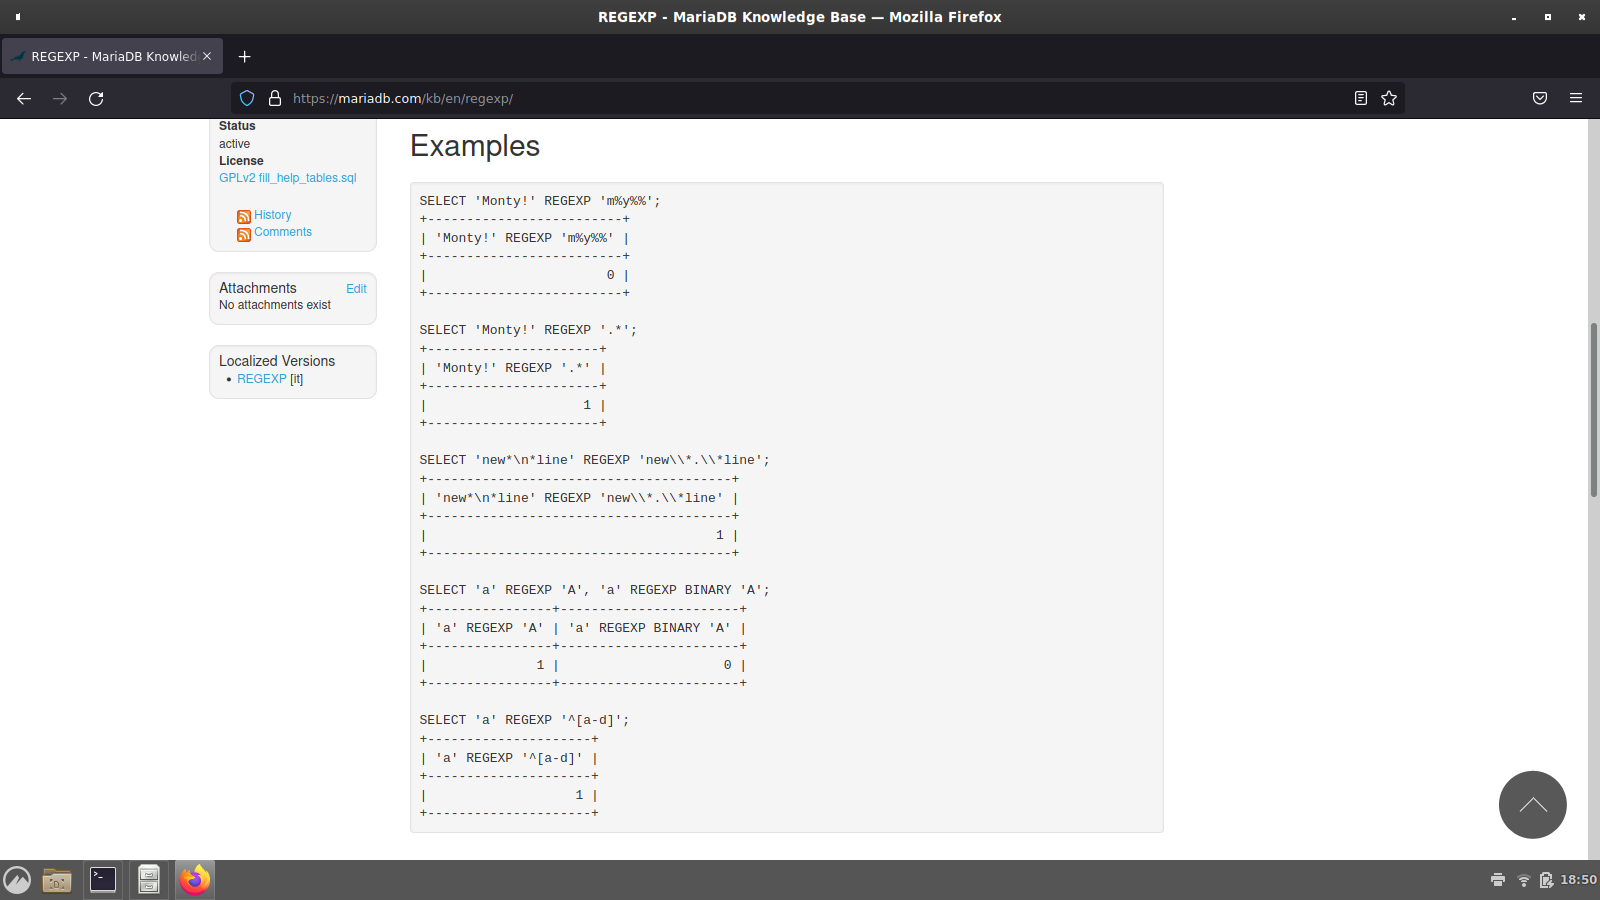 REGEXP - MariaDB Knowledge Base — Mozilla Firefox
REGEXP - MariaDB Knowled
https://mariadb.com/kb/en/regexp/
Status
active
License
GPLv2 fill_help_tables.sql
History
Comments
Attachments Edit
No attachments exist
Localized Versions
• REGEXP [it]
Examples
SELECT 'Monty!' REGEXP 'm%y%%';
+-------------------------+
| 'Monty!' REGEXP 'm%y%%' |
+-------------------------+
|                       0 |
+-------------------------+
SELECT 'Monty!' REGEXP '.*';
+----------------------+
| 'Monty!' REGEXP '.*' |
+----------------------+
|                    1 |
+----------------------+
SELECT 'new*\n*line' REGEXP 'new\\*.\\*line';
+---------------------------------------+
| 'new*\n*line' REGEXP 'new\\*.\\*line' |
+---------------------------------------+
|                                     1 |
+---------------------------------------+
SELECT 'a' REGEXP 'A', 'a' REGEXP BINARY 'A';
+----------------+-----------------------+
| 'a' REGEXP 'A' | 'a' REGEXP BINARY 'A' |
+----------------+-----------------------+
|              1 |                     0 |
+----------------+-----------------------+
SELECT 'a' REGEXP '^[a-d]';
+---------------------+
| 'a' REGEXP '^[a-d]' |
+---------------------+
|                   1 |
+---------------------+
18:50